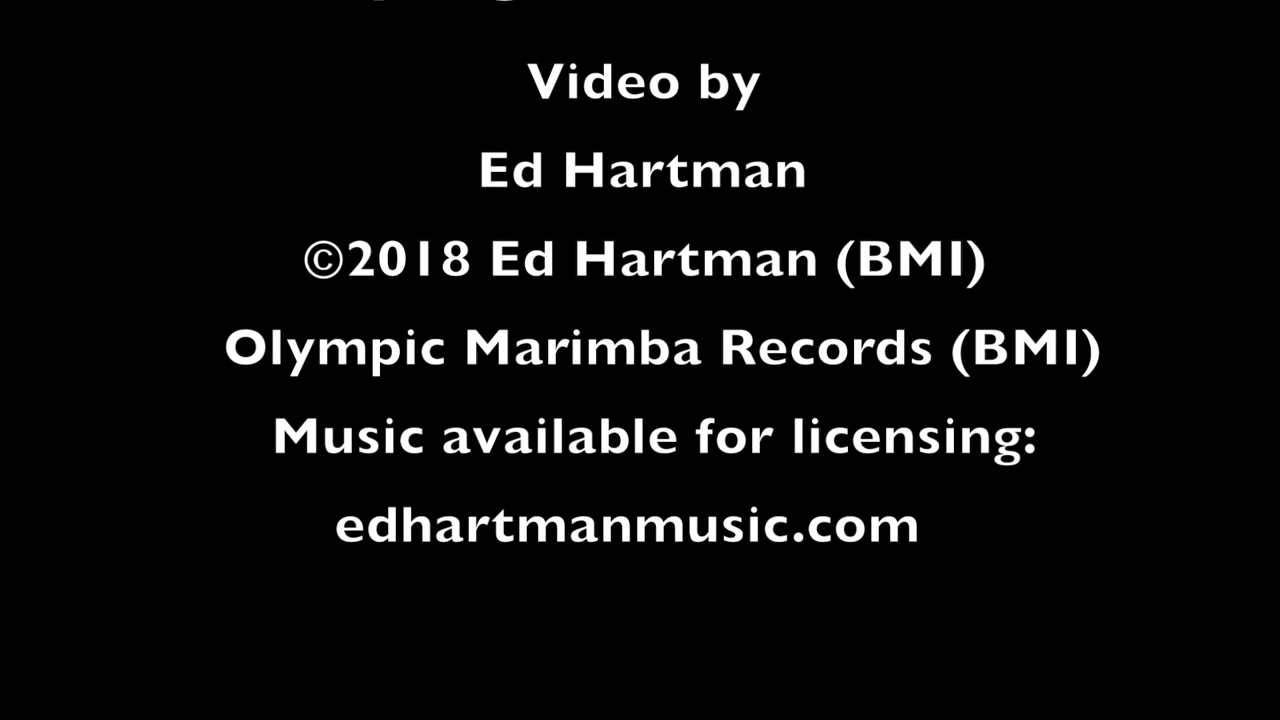 Video by
Ed Hartman
©2018 Ed Hartman (BMI)
Olympic Marimba Records (BMI)
Music available for licensing:
edhartmanmusic.com